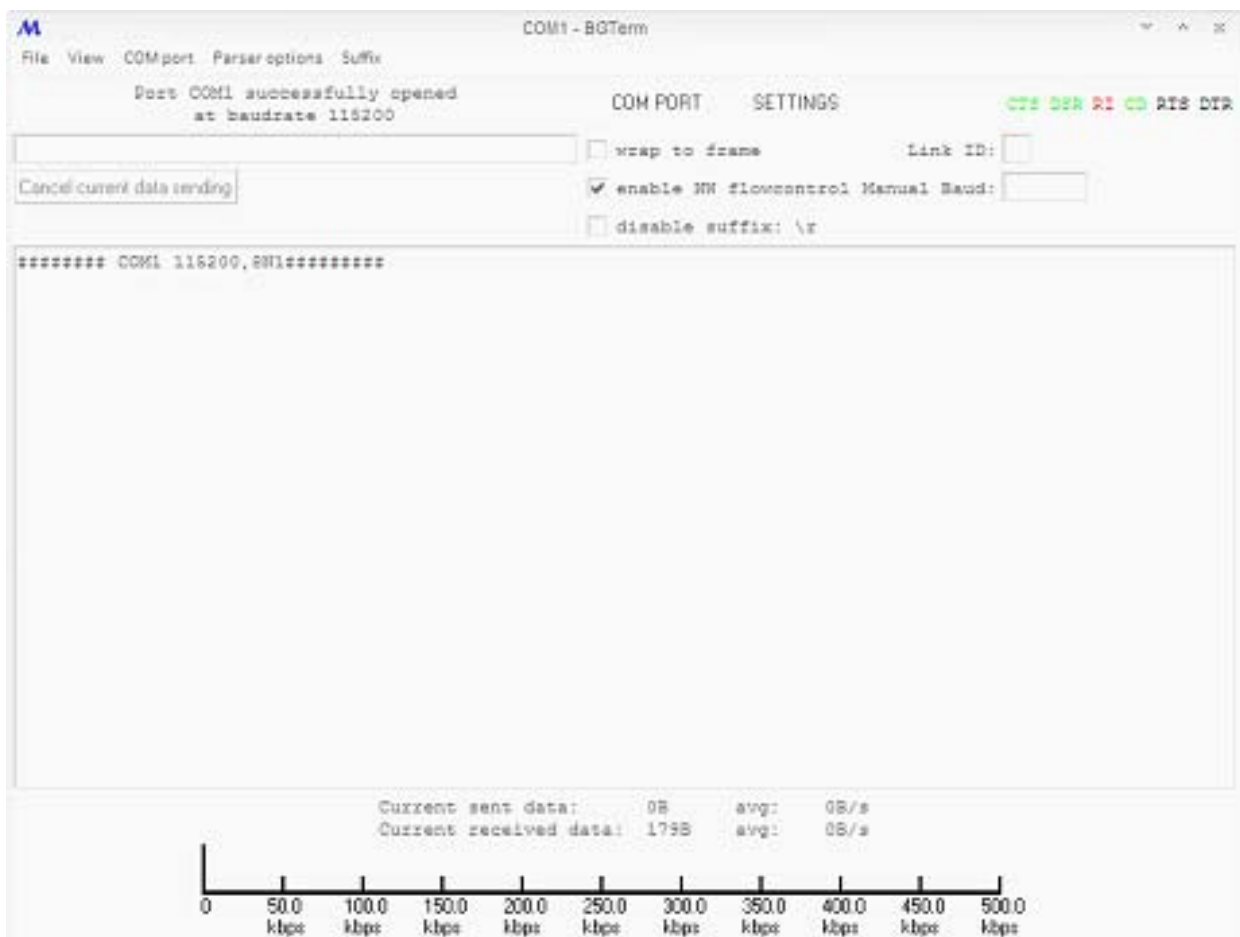 COM1 - BGTerm
File View COM port Parser options Suffix
Port COM1 successfully opened
at baudrate 115200
COM PORT SETTINGS
CTS DSR RI CD RTS DTR
wrap to frame Link ID:
Cancel current data sending
enable HW flowcontrol Manual Baud:
disable suffix: \r
######## COM1 115200,8N1#########
Current sent data: 0B avg: 0B/s
Current received data: 179B avg: 0B/s
0 50.0 100.0 150.0 200.0 250.0 300.0 350.0 400.0 450.0 500.0
kbps kbps kbps kbps kbps kbps kbps kbps kbps kbps